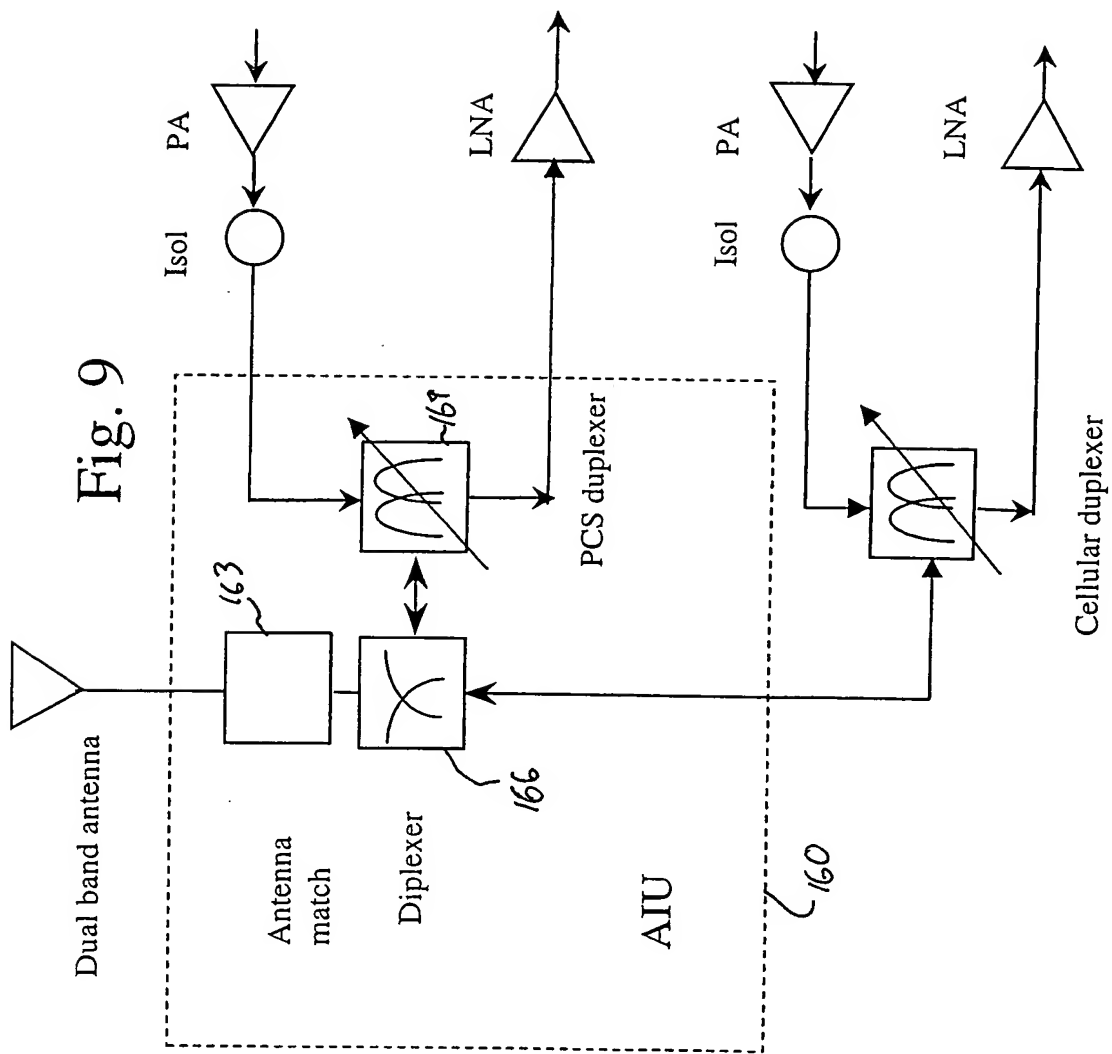 Fig. 9
Dual band antenna
Isol
PA
163
Antenna
match
Diplexer
169
LNA
166
PCS duplexer
AIU
Isol
PA
160
LNA
Cellular duplexer